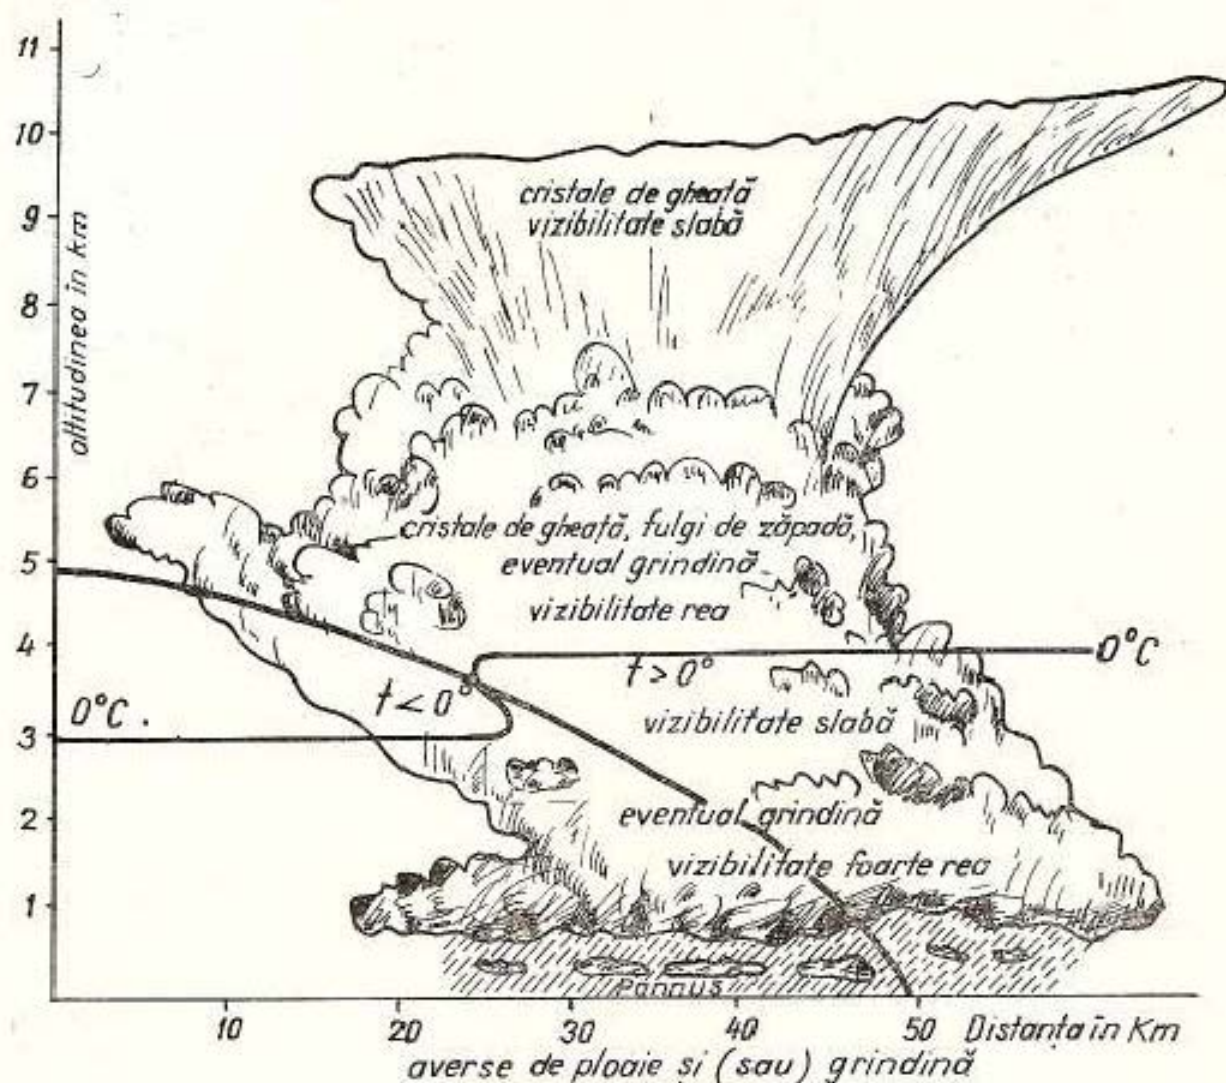 11
10
9
8
7
6
5
4
3
2
1
altitudinea în km
cristale de gheață
vizibilitate slabă
cristale de gheață, fulgi de zăpadă,
eventual grindină
vizibilitate rea
0°C
t > 0°
t < 0°
0°C .
vizibilitate slabă
eventual grindină
vizibilitate foarte rea
Pannus
10 20 30 40 50 Distanța în Km
averse de ploaie și (sau) grindină